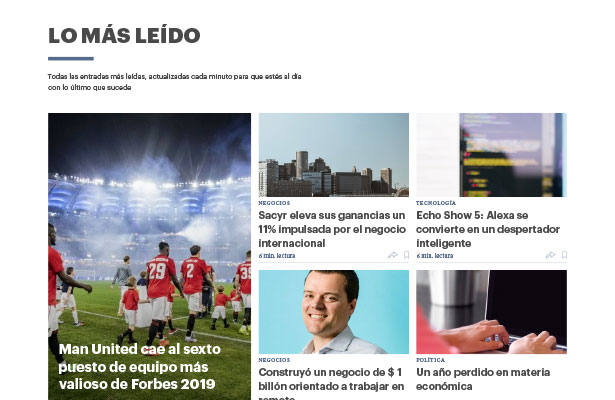 LO MÁS LEÍDO
Todas las entradas más leídas, actualizadas cada minuto para que estés al día
con lo último que sucede
29
2
Man United cae al sexto
puesto de equipo más
valioso de Forbes 2019
NEGOCIOS
Sacyr eleva sus ganancias un
11% impulsada por el negocio
internacional
6 min. lectura
TECNOLOGÍA
Echo Show 5: Alexa se
convierte en un despertador
inteligente
6 min. lectura
NEGOCIOS
Construyó un negocio de $ 1
billón orientado a trabajar en
remoto
POLÍTICA
Un año perdido en materia
económica